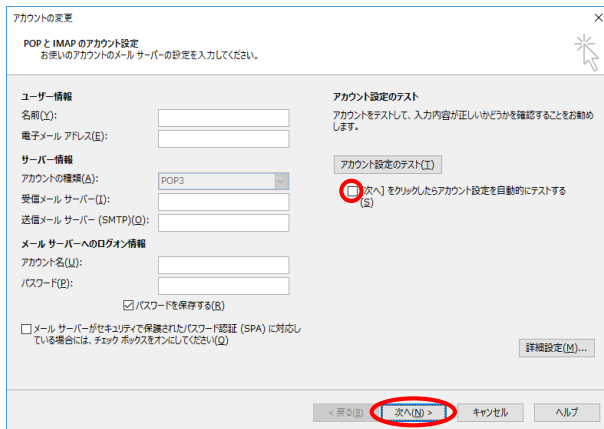 アカウントの変更
POP と IMAP のアカウント設定
お使いのアカウントのメール サーバーの設定を入力してください。
ユーザー情報
名前(Y):
電子メール アドレス(E):
サーバー情報
アカウントの種類(A):
POP3
受信メール サーバー(I):
送信メール サーバー (SMTP)(O):
メール サーバーへのログオン情報
アカウント名(U):
パスワード(P):
パスワードを保存する(R)
メール サーバーがセキュリティで保護されたパスワード認証 (SPA) に対応し
ている場合には、チェック ボックスをオンにしてください(Q)
アカウント設定のテスト
アカウントをテストして、入力内容が正しいかどうかを確認することをお勧め
します。
アカウント設定のテスト(T)
次へ] をクリックしたらアカウント設定を自動的にテストする
(S)
詳細設定(M)...
< 戻る(B)
次へ(N) >
キャンセル
ヘルプ